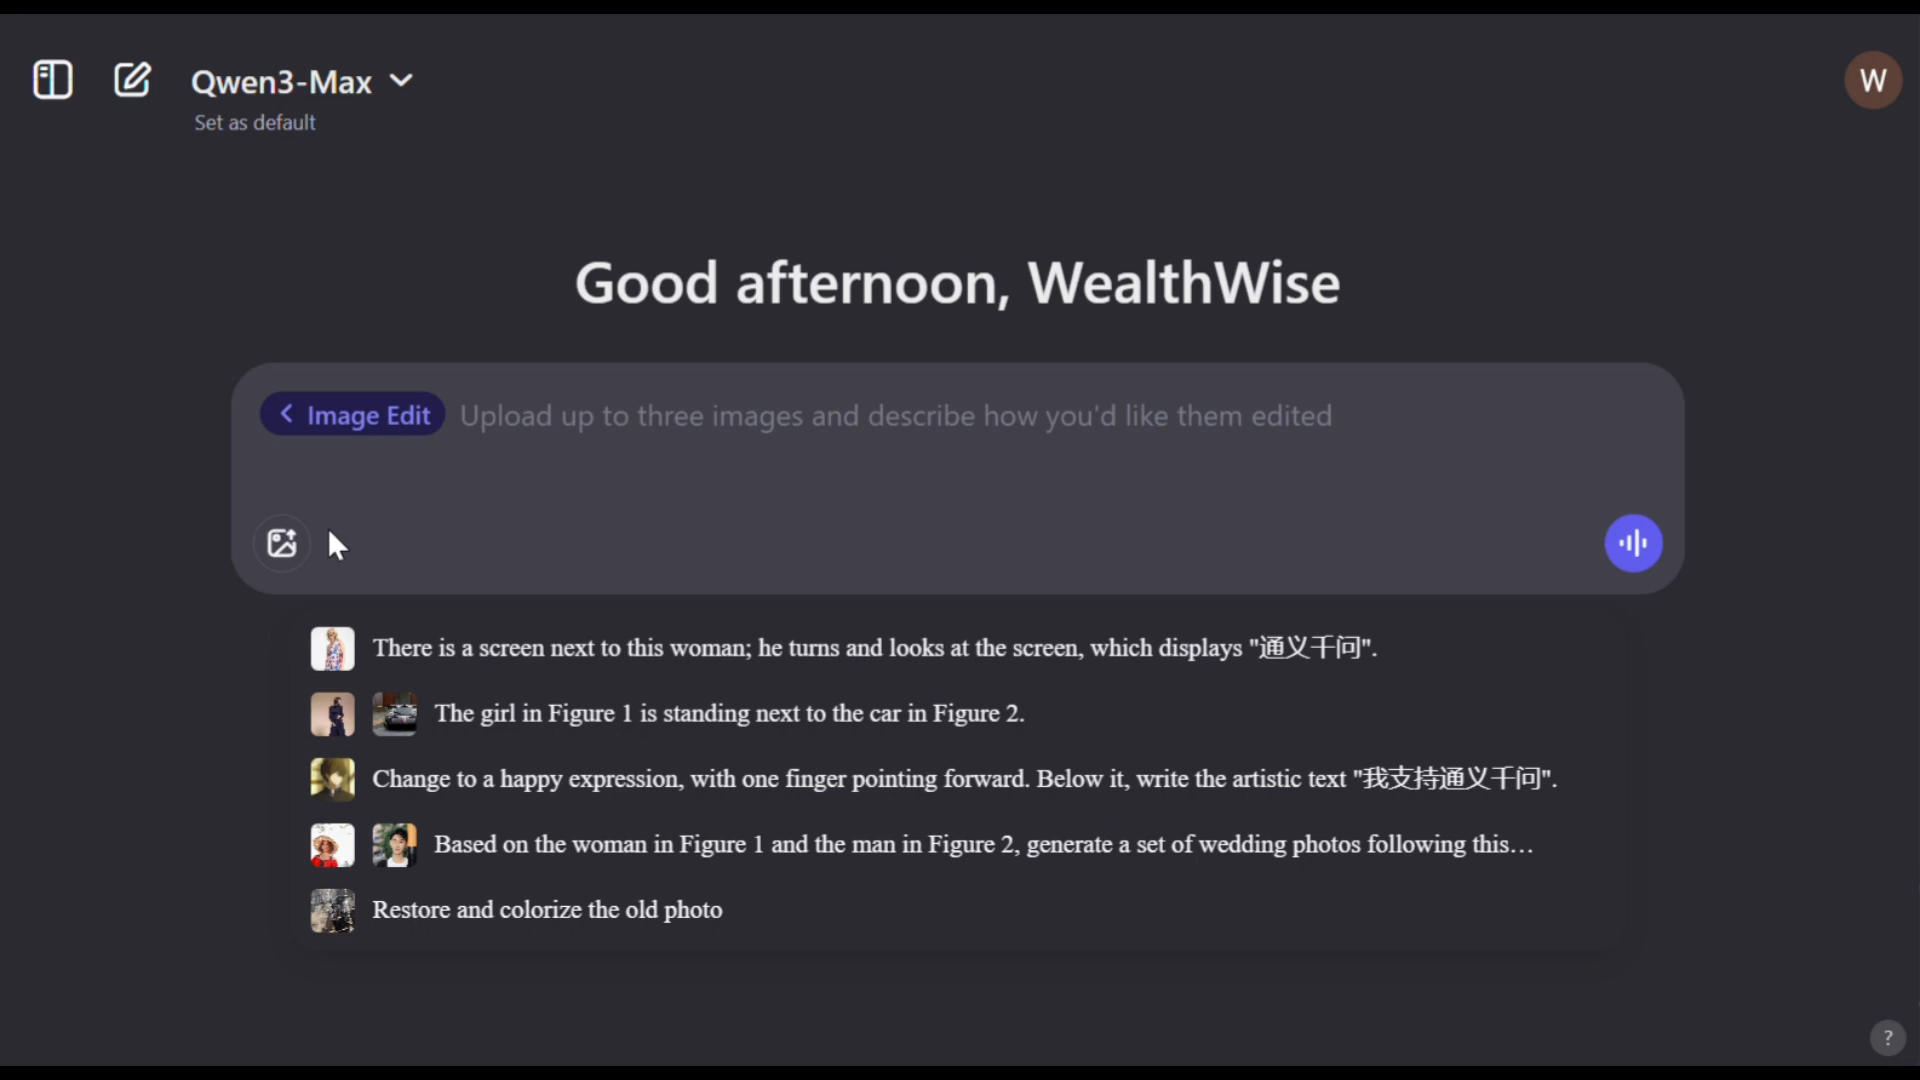 Qwen3-Max
Set as default
W
Good afternoon, WealthWise
Image Edit Upload up to three images and describe how you'd like them edited
There is a screen next to this woman; he turns and looks at the screen, which displays "通义千问".
The girl in Figure 1 is standing next to the car in Figure 2.
Change to a happy expression, with one finger pointing forward. Below it, write the artistic text "我支持通义千问".
Based on the woman in Figure 1 and the man in Figure 2, generate a set of wedding photos following this...
Restore and colorize the old photo
?